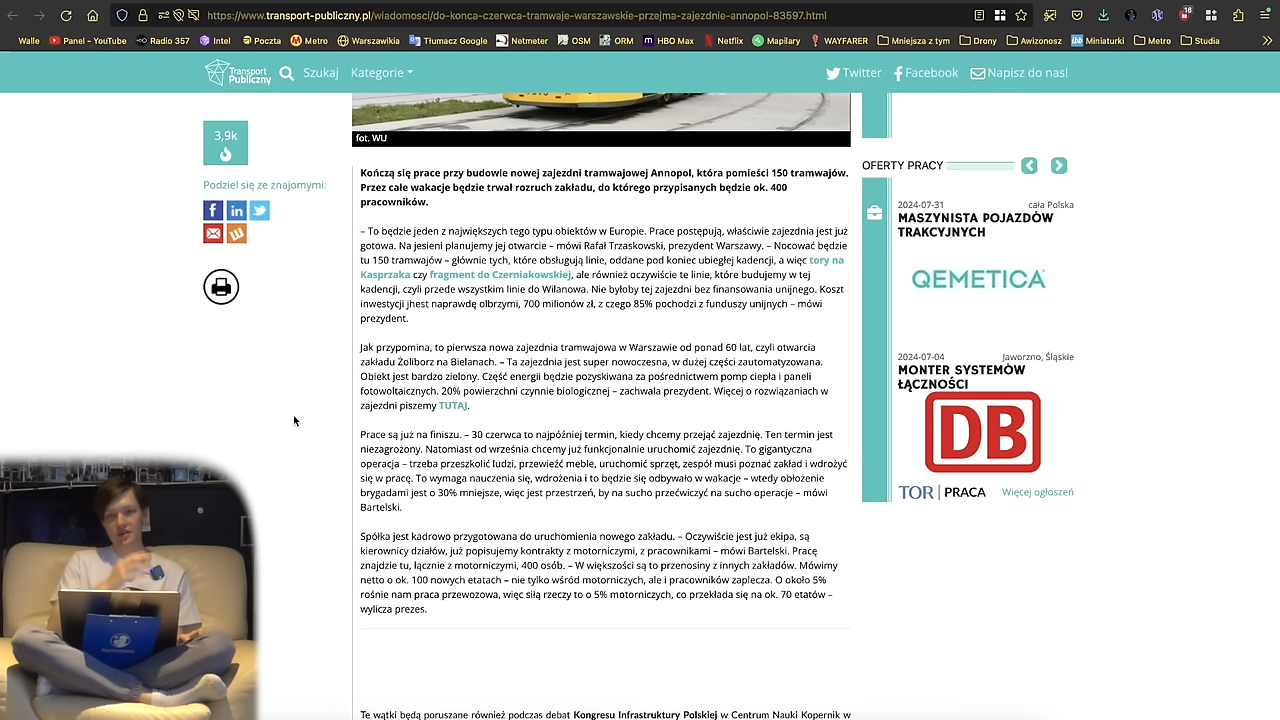 https://www.transport-publiczny.pl/wiadomosci/do-konca-czerwca-tramwaje-warszawskie-przejma-zajezdnie-annopol-83597.html
18
Walle Panel - YouTube Radio 357 Intel Poczta Metro Warszawikia Tłumacz Google Netmeter OSM ORM HBO Max Netflix Mapilary WAYFARER Mniejsza z tym Drony Awizonosz Miniaturki Metro Studia
Transport Publiczny Szukaj Kategorie Twitter Facebook Napisz do nas!
fot. WU
3,9k
Podziel się ze znajomymi:
Kończą się prace przy budowie nowej zajezdni tramwajowej Annopol, która pomieści 150 tramwajów.
Przez całe wakacje będzie trwał rozruch zakładu, do którego przypisanych będzie ok. 400
pracowników.
– To będzie jeden z największych tego typu obiektów w Europie. Prace postępują, właściwie zajezdnia jest już
gotowa. Na jesieni planujemy jej otwarcie – mówi Rafał Trzaskowski, prezydent Warszawy. – Nocować będzie
tu 150 tramwajów – głównie tych, które obsługują linie, oddane pod koniec ubiegłej kadencji, a więc tory na
Kasprzaka czy fragment do Czerniakowskiej, ale również oczywiście te linie, które budujemy w tej
kadencji, czyli przede wszystkim linie do Wilanowa. Nie byłoby tej zajezdni bez finansowania unijnego. Koszt
inwestycji jhest naprawdę olbrzymi, 700 milionów zł, z czego 85% pochodzi z funduszy unijnych – mówi
prezydent.
Jak przypomina, to pierwsza nowa zajezdnia tramwajowa w Warszawie od ponad 60 lat, czyli otwarcia
zakładu Żoliborz na Bielanach. – Ta zajezdnia jest super nowoczesna, w dużej części zautomatyzowana.
Obiekt jest bardzo zielony. Część energii będzie pozyskiwana za pośrednictwem pomp ciepła i paneli
fotowoltaicznych. 20% powierzchni czynnie biologicznej – zachwala prezydent. Więcej o rozwiązaniach w
zajezdni piszemy TUTAJ.
Prace są już na finiszu. – 30 czerwca to najpóźniej termin, kiedy chcemy przejąć zajezdnię. Ten termin jest
niezagrożony. Natomiast od września chcemy już funkcjonalnie uruchomić zajezdnię. To gigantyczna
operacja – trzeba przeszkolić ludzi, przewieźć meble, uruchomić sprzęt, zespół musi poznać zakład i wdrożyć
się w pracę. To wymaga nauczenia się, wdrożenia i to będzie się odbywało w wakacje – wtedy obłożenie
brygadami jest o 30% mniejsze, więc jest przestrzeń, by na sucho przećwiczyć na sucho operacje – mówi
Bartelski.
Spółka jest kadrowo przygotowana do uruchomienia nowego zakładu. – Oczywiście jest już ekipa, są
kierownicy działów, już popisujemy kontrakty z motorniczymi, z pracownikami – mówi Bartelski. Pracę
znajdzie tu, łącznie z motorniczymi, 400 osób. – W większości są to przenosiny z innych zakładów. Mówimy
netto o ok. 100 nowych etatach – nie tylko wśród motorniczych, ale i pracowników zaplecza. O około 5%
rośnie nam praca przewozowa, więc siłą rzeczy to o 5% motorniczych, co przekłada się na ok. 70 etatów –
wylicza prezes.
Te wątki będą poruszane również podczas debat Kongresu Infrastruktury Polskiej w Centrum Nauki Kopernik w
OFERTY PRACY
2024-07-31 cała Polska
MASZYNISTA POJAZDÓW
TRAKCYJNYCH
QEMETICA
2024-07-04 Jaworzno, Śląskie
MONTER SYSTEMÓW
ŁĄCZNOŚCI
DB
TOR | PRACA Więcej ogłoszeń